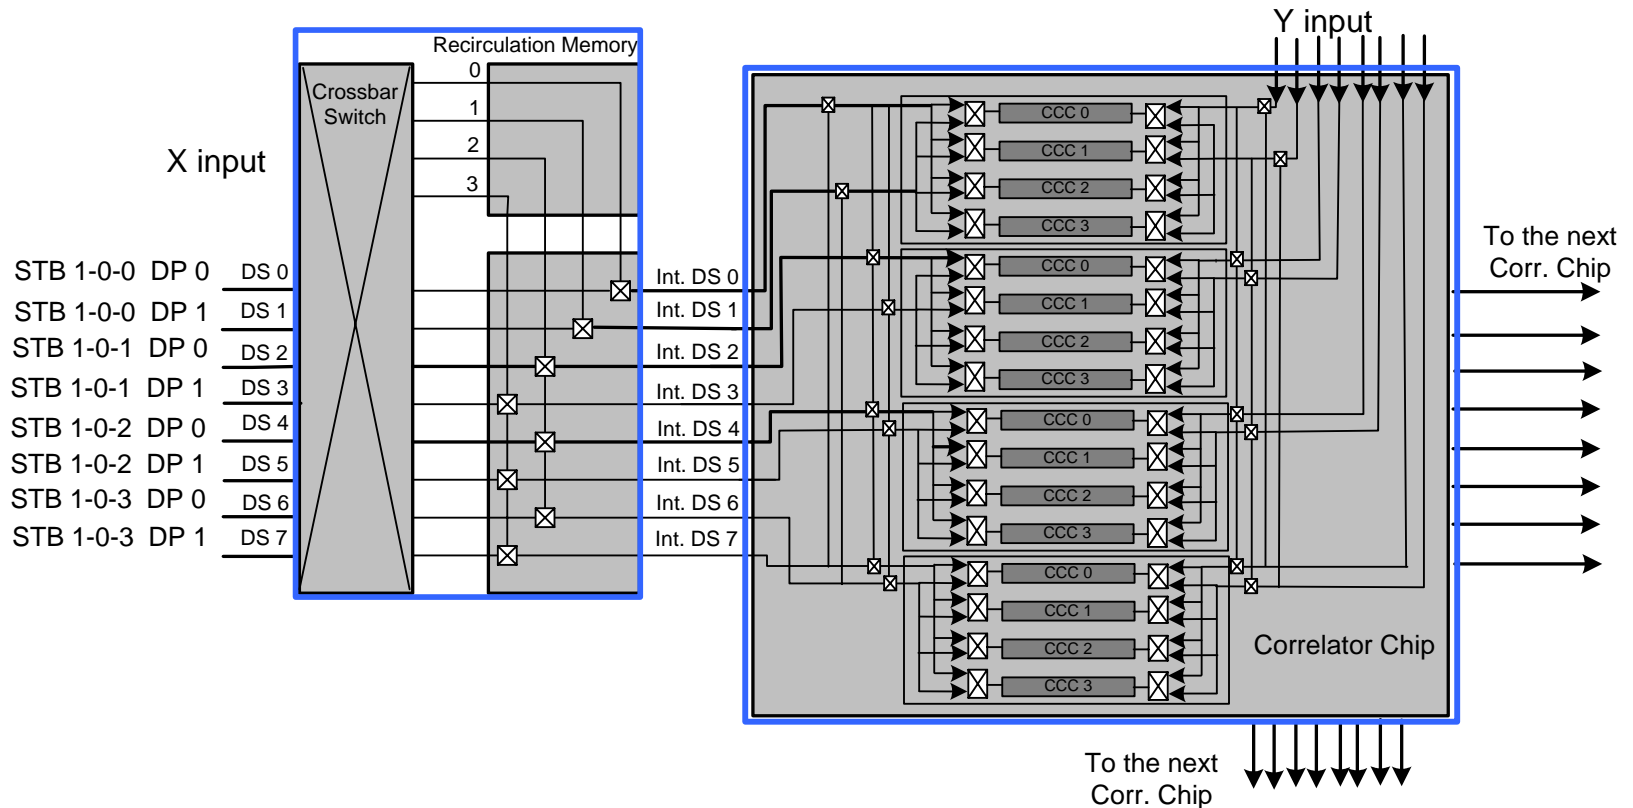 Y input
Recirculation Memory
0
Crossbar
Switch
1
2
3
X input
STB 1-0-0 DP 0 DS 0
STB 1-0-0 DP 1 DS 1
STB 1-0-1 DP 0 DS 2
STB 1-0-1 DP 1 DS 3
STB 1-0-2 DP 0 DS 4
STB 1-0-2 DP 1 DS 5
STB 1-0-3 DP 0 DS 6
STB 1-0-3 DP 1 DS 7
Int. DS 0
Int. DS 1
Int. DS 2
Int. DS 3
Int. DS 4
Int. DS 5
Int. DS 6
Int. DS 7
CCC 0
CCC 1
CCC 2
CCC 3
CCC 0
CCC 1
CCC 2
CCC 3
CCC 0
CCC 1
CCC 2
CCC 3
CCC 0
CCC 1
CCC 2
CCC 3
Correlator Chip
To the next
Corr. Chip
To the next
Corr. Chip